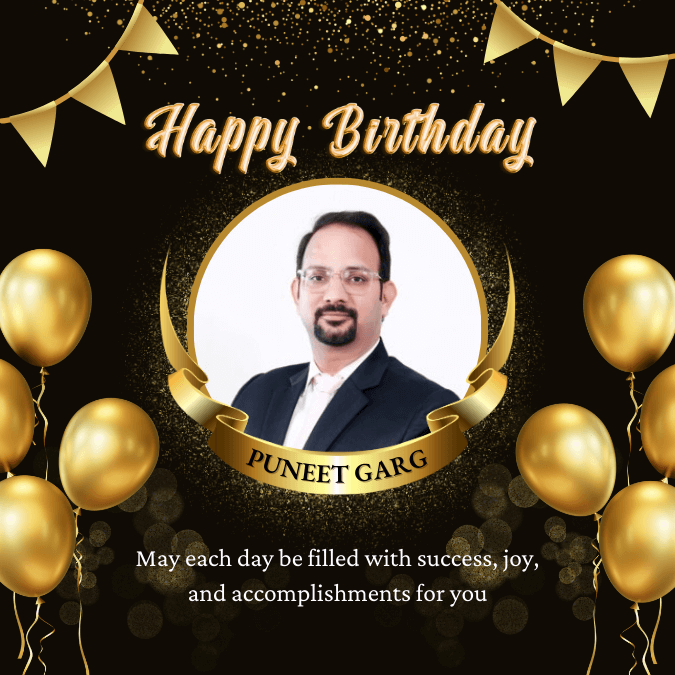 Happy Birthday
PUNEET GARG
May each day be filled with success, joy,
and accomplishments for you